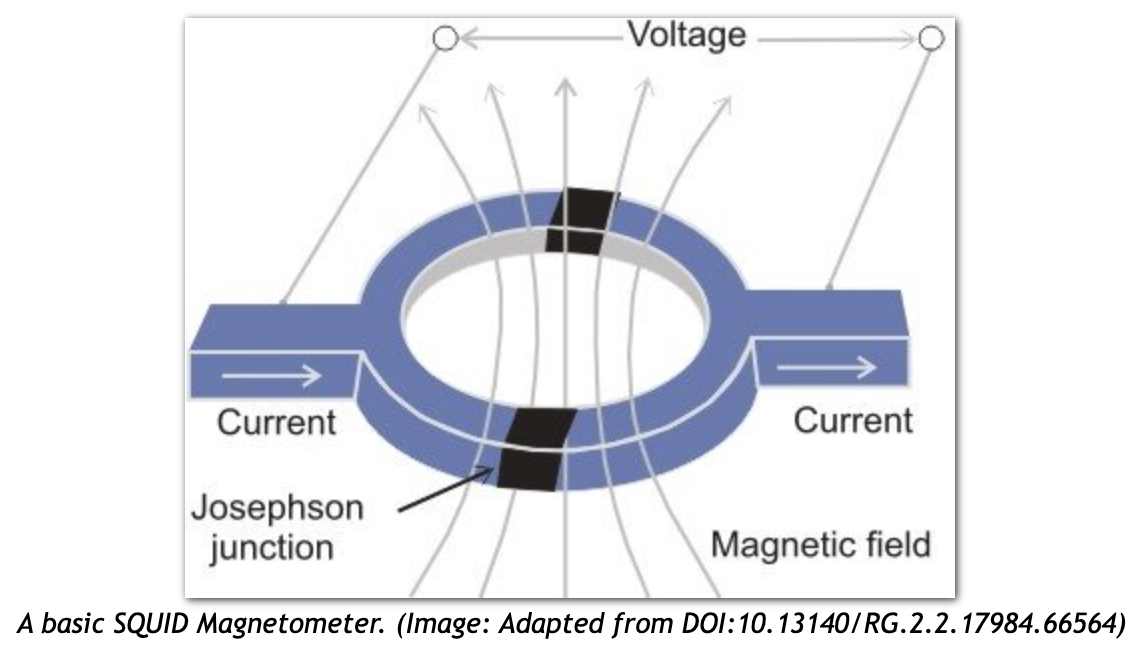 Voltage
Current
Current
Josephson
junction
Magnetic field
A basic SQUID Magnetometer. (Image: Adapted from DOI:10.13140/RG.2.2.17984.66564)